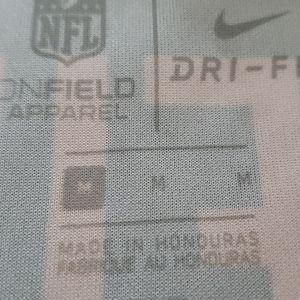 NFL
ONFIELD DRI-F
APPAREL
M M M
MADE IN HONDURAS
FABRIQUE AU HONDURAS